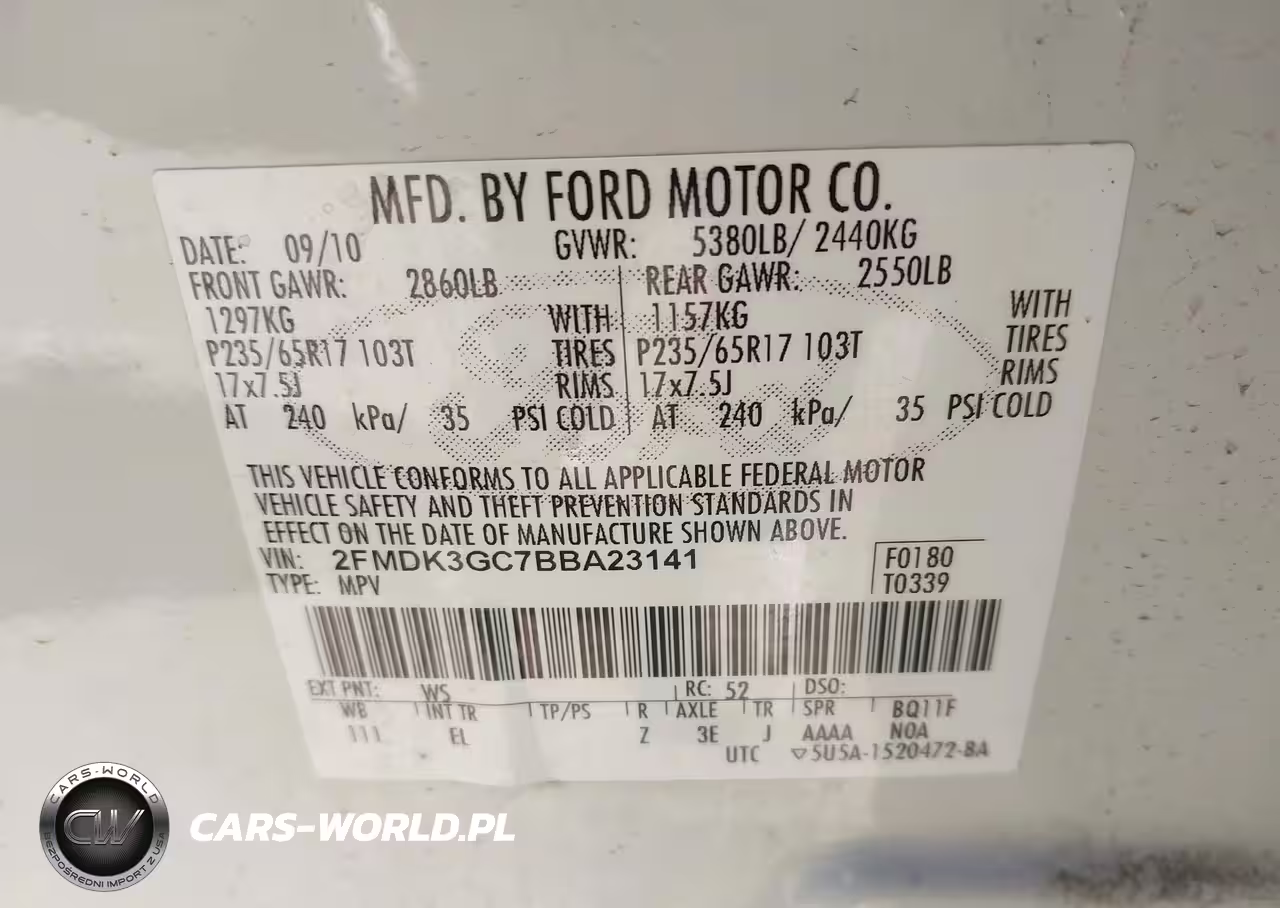 MFD. BY FORD MOTOR CO.
DATE: 09/10 GVWR: 5380LB/ 2440KG
FRONT GAWR: 2860LB REAR GAWR: 2550LB
1297KG WITH 1157KG WITH
P235/65R17 103T TIRES P235/65R17 103T TIRES
17x7.5J RIMS 17x7.5J RIMS
AT 240 kPa/ 35 PSI COLD AT 240 kPa/ 35 PSI COLD
THIS VEHICLE CONFORMS TO ALL APPLICABLE FEDERAL MOTOR
VEHICLE SAFETY AND THEFT PREVENTION STANDARDS IN
EFFECT ON THE DATE OF MANUFACTURE SHOWN ABOVE.
VIN: 2FMDK3GC7BBA23141 F0180
TYPE: MPV T0339
EXT PNT: WS RC: 52 DSO:
WB INT TR TP/PS R AXLE TR SPR BQ11F
111 EL Z 3E J AAAA N0A
UTC ▽5U5A-1520472-BA
CARS-WORLD
CW
BEZPOŚREDNI IMPORT Z USA
CARS-WORLD.PL